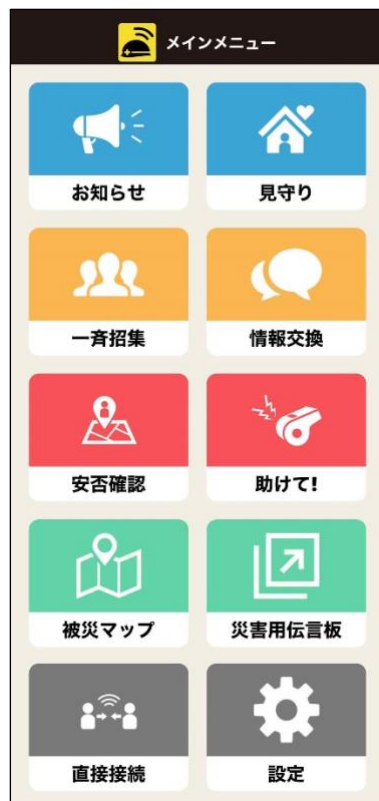 メインメニュー
お知らせ
見守り
一斉招集
情報交換
安否確認
助けて!
被災マップ
災害用伝言板
直接接続
設定